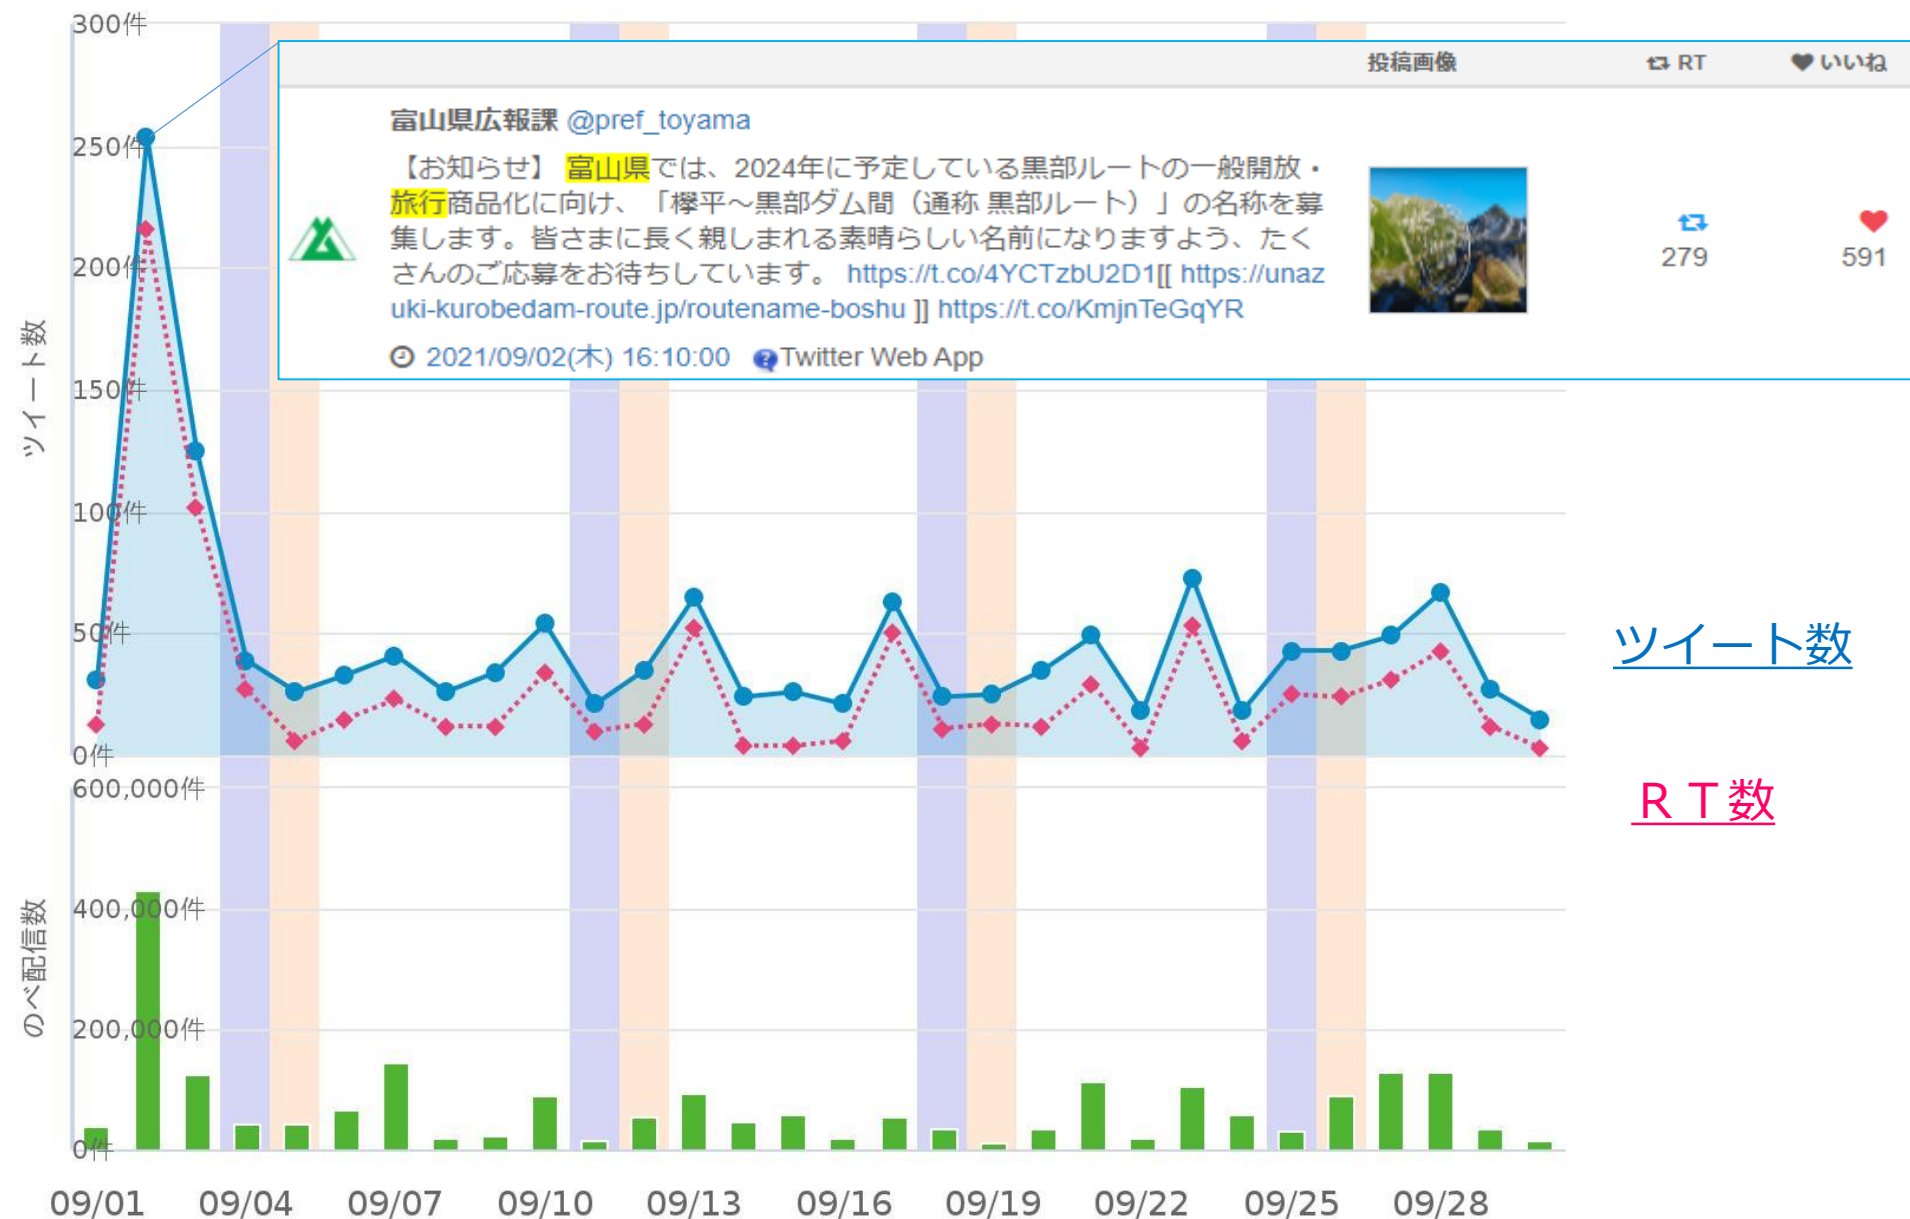 300件
250件
200件
150件
100件
50件
0件
ツイート数
投稿画像 RT いいね
富山県広報課 @pref_toyama
【お知らせ】 富山県では、2024年に予定している黒部ルートの一般開放・
旅行商品化に向け、「欅平～黒部ダム間（通称 黒部ルート）」の名称を募
集します。皆さまに長く親しまれる素晴らしい名前になりますよう、たく
さんのご応募をお待ちしています。 https://t.co/4YCTzbU2D1[[ https://unaz
uki-kurobedam-route.jp/routename-boshu ]] https://t.co/KmjnTeGqYR
279 591
2021/09/02(木) 16:10:00 Twitter Web App
ツイート数
ＲＴ数
600,000件
400,000件
200,000件
0件
のべ配信数
09/01 09/04 09/07 09/10 09/13 09/16 09/19 09/22 09/25 09/28